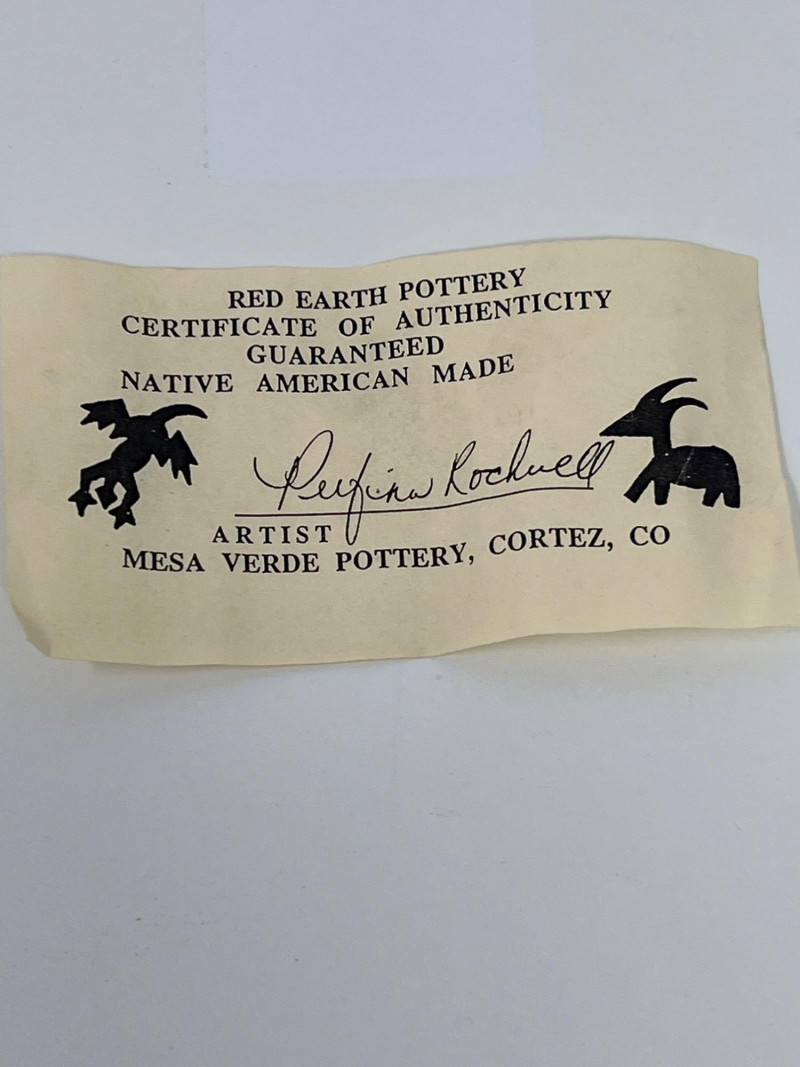 RED EARTH POTTERY
CERTIFICATE OF AUTHENTICITY
GUARANTEED
NATIVE AMERICAN MADE
Rockwell
ARTIST
MESA VERDE POTTERY, CORTEZ, CO